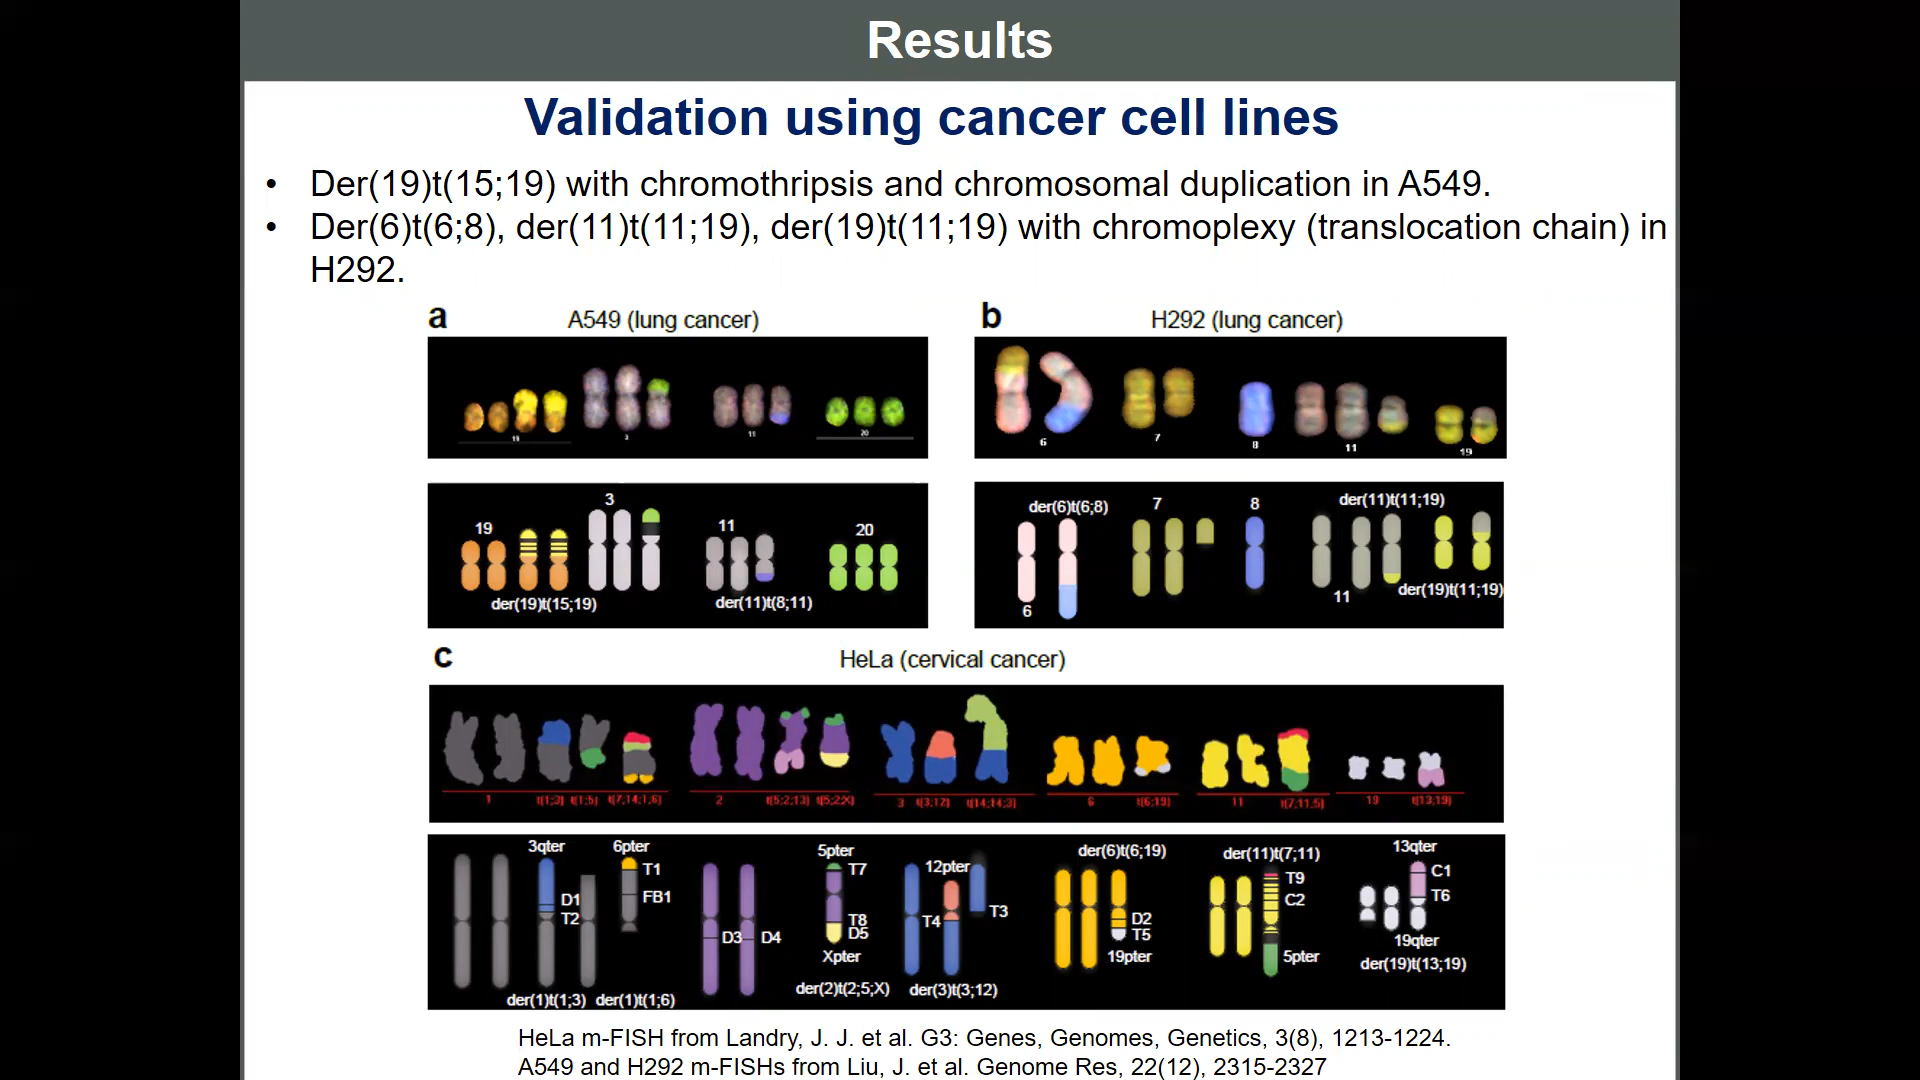 Results
Validation using cancer cell lines
• Der(19)t(15;19) with chromothripsis and chromosomal duplication in A549.
• Der(6)t(6;8), der(11)t(11;19), der(19)t(11;19) with chromoplexy (translocation chain) in
H292.
a
A549 (lung cancer)
b
H292 (lung cancer)
19
3
11
20
6
7
8
11
19
19
3
11
20
der(19)t(15;19)
der(11)t(8;11)
der(6)t(6;8)
7
8
der(11)t(11;19)
6
11
der(19)t(11;19)
c
HeLa (cervical cancer)
1
t(1;3)
t(1;5)
t(7;14;1;6)
2
t(5;2;13)
t(5;2;X)
3
t(3;12)
t(14;14;3)
6
t(6;19)
11
t(7;11;5)
19
t(13;19)
3qter
D1
T2
der(1)t(1;3)
6pter
T1
FB1
der(1)t(1;6)
D3
D4
5pter
T7
T8
D5
Xpter
der(2)t(2;5;X)
12pter
T4
T3
der(3)t(3;12)
der(6)t(6;19)
D2
T5
19pter
der(11)t(7;11)
T9
C2
5pter
13qter
C1
T6
19qter
der(19)t(13;19)
HeLa m-FISH from Landry, J. J. et al. G3: Genes, Genomes, Genetics, 3(8), 1213-1224.
A549 and H292 m-FISHs from Liu, J. et al. Genome Res, 22(12), 2315-2327